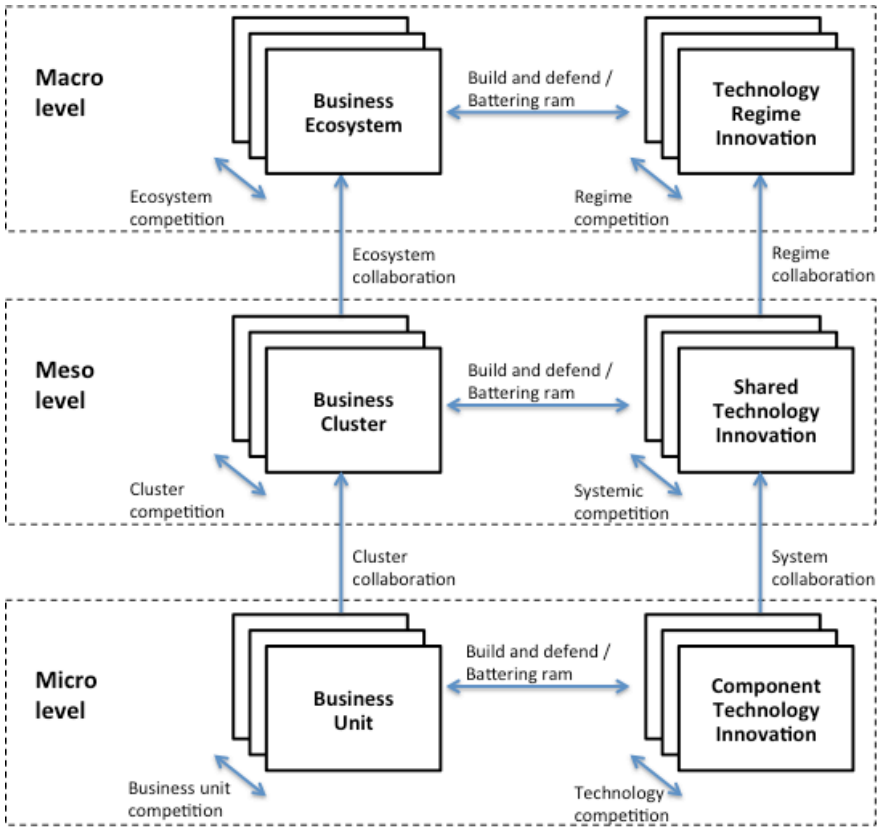 Macro
level
Business
Ecosystem
Build and defend /
Battering ram
Technology
Regime
Innovation
Ecosystem
competition
Regime
competition
Ecosystem
collaboration
Regime
collaboration
Meso
level
Business
Cluster
Build and defend /
Battering ram
Shared
Technology
Innovation
Cluster
competition
Systemic
competition
Cluster
collaboration
System
collaboration
Micro
level
Business
Unit
Build and defend /
Battering ram
Component
Technology
Innovation
Business unit
competition
Technology
competition